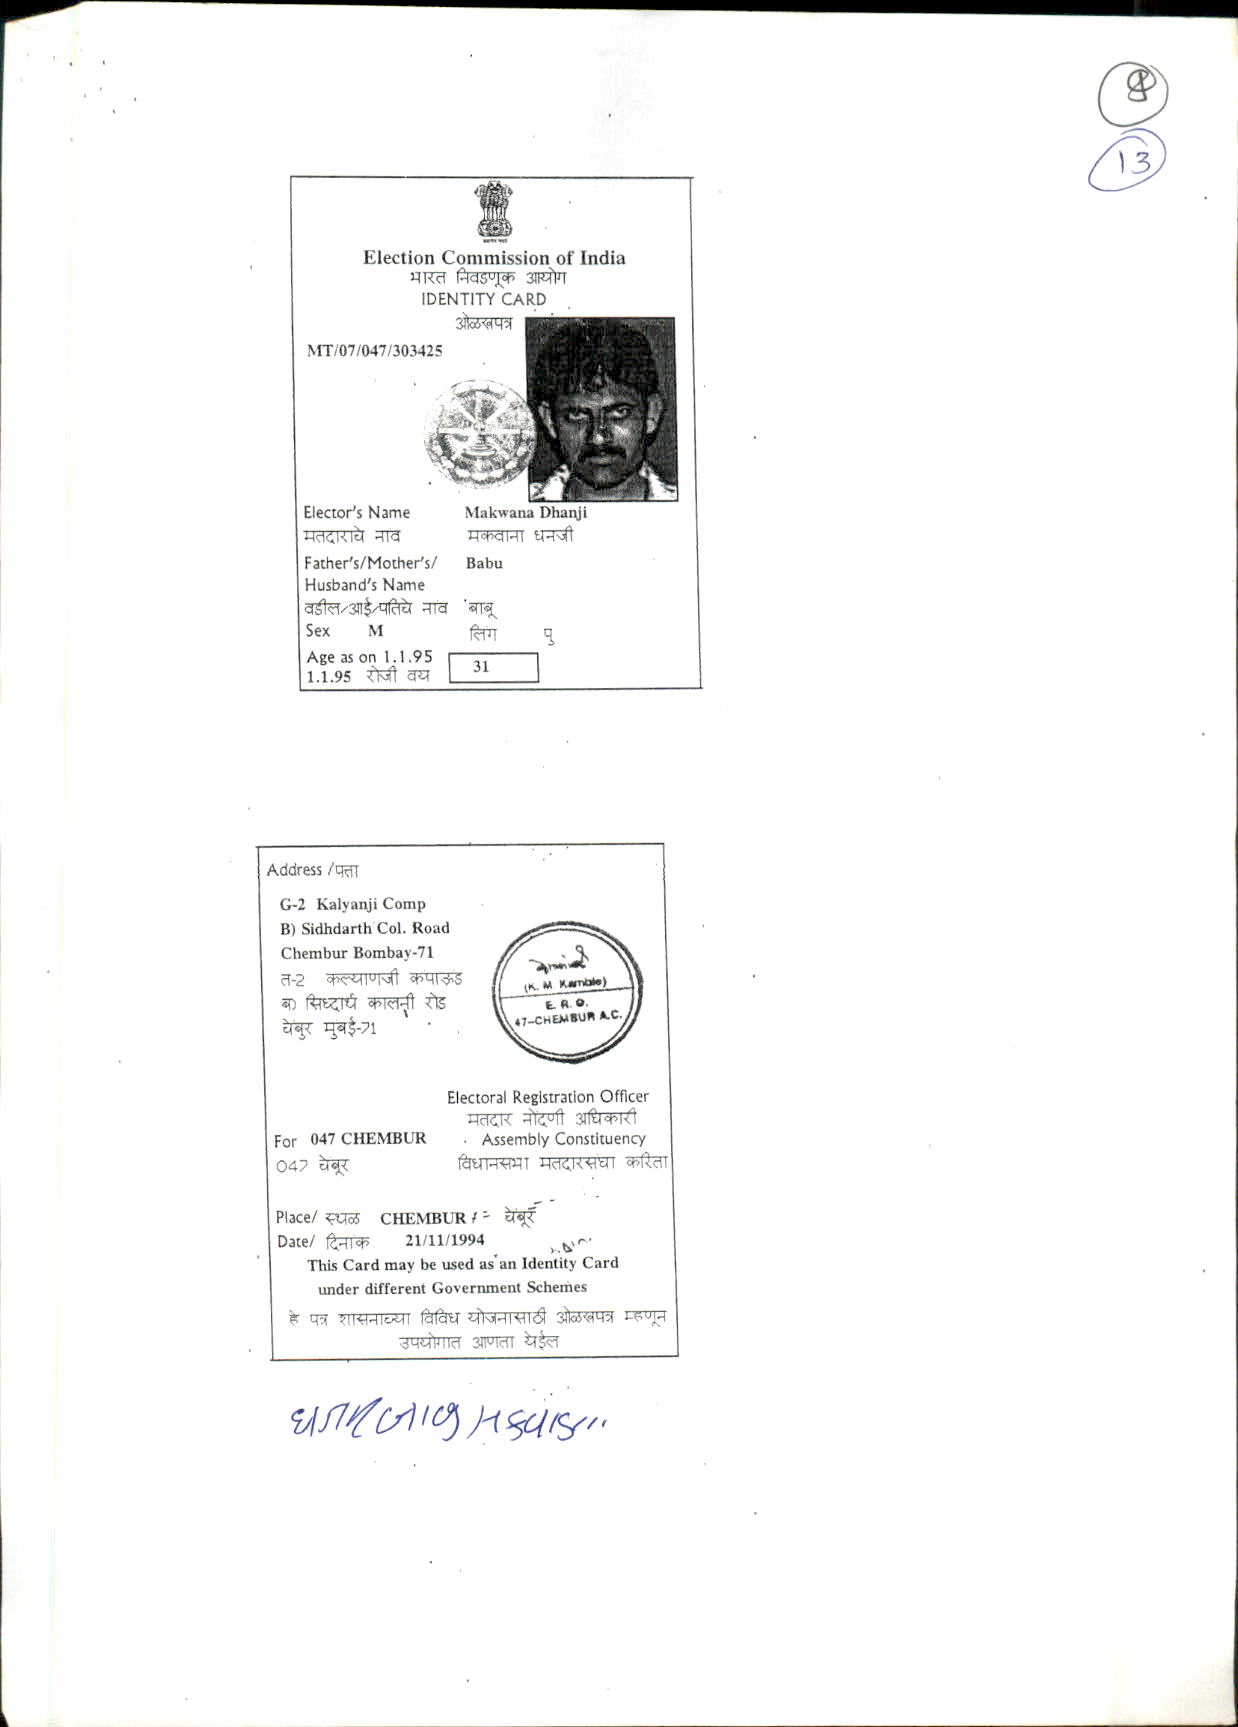 13
Election Commission of India
भारत निवडणूक आयोग
IDENTITY CARD
ओळखपत्र
MT/07/047/303425
Elector's Name Makwana Dhanji
मतदाराचे नाव मकवाना धनजी
Father's/Mother's/ Babu
Husband's Name
वडील/आई/पतिचे नांव बाबू
Sex M लिंग पु
Age as on 1.1.95
1.1.95 रोजी वय 31
Address /पत्ता
G-2 Kalyanji Comp
B) Sidhdarth Col. Road
Chembur Bombay-71
त-2 कल्याणजी कंपाऊंड
ब) सिध्दार्थ कालनी रोड
चेंबुर मुंबई-71
(K. M. Kamble)
E. R. O.
47-CHEMBUR A.C.
Electoral Registration Officer
मतदार नोंदणी अधिकारी
For 047 CHEMBUR Assembly Constituency
047 चेंबूर विधानसभा मतदारसंघा करिता
Place/ स्थळ CHEMBUR चेंबूर
Date/ दिनांक 21/11/1994
This Card may be used as an Identity Card
under different Government Schemes
हे पत्र शासनाच्या विविध योजनासाठी ओळखपत्र म्हणून
उपयोगात आणता येईल